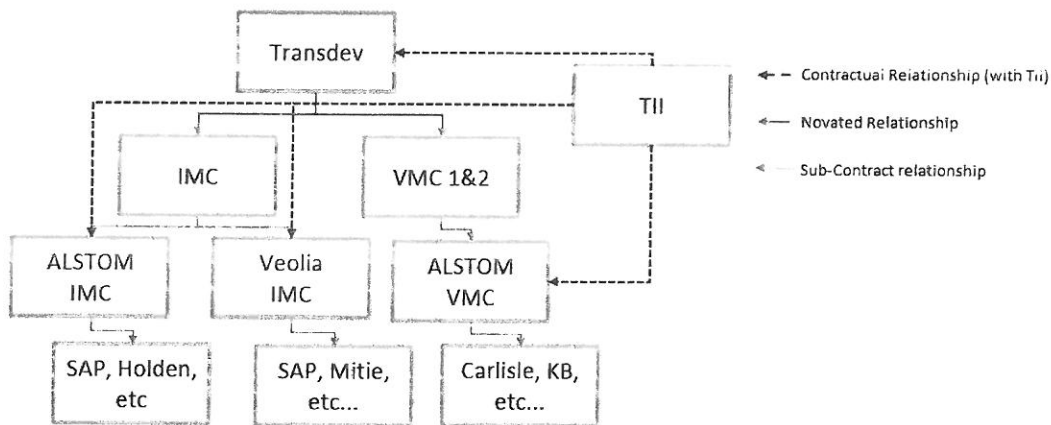 Transdev
TII
Contractual Relationship (with TII)
Novated Relationship
Sub-Contract relationship
IMC
VMC 1&2
ALSTOM
IMC
Veolia
IMC
ALSTOM
VMC
SAP, Holden,
etc
SAP, Mitie,
etc...
Carlisle, KB,
etc...